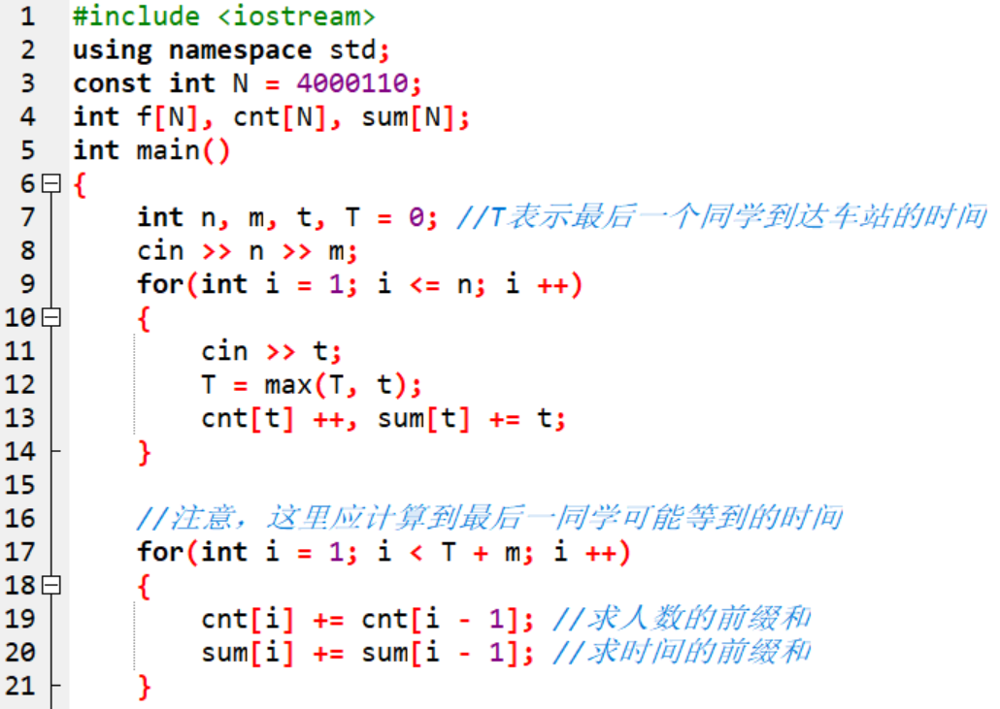 1 #include <iostream>
2 using namespace std;
3 const int N = 4000110;
4 int f[N], cnt[N], sum[N];
5 int main()
6 {
7 int n, m, t, T = 0; //T表示最后一个同学到达车站的时间
8 cin >> n >> m;
9 for(int i = 1; i <= n; i ++)
10 {
11 cin >> t;
12 T = max(T, t);
13 cnt[t] ++, sum[t] += t;
14 }
15
16 //注意，这里应计算到最后一同学可能等到的时间
17 for(int i = 1; i < T + m; i ++)
18 {
19 cnt[i] += cnt[i - 1]; //求人数的前缀和
20 sum[i] += sum[i - 1]; //求时间的前缀和
21 }